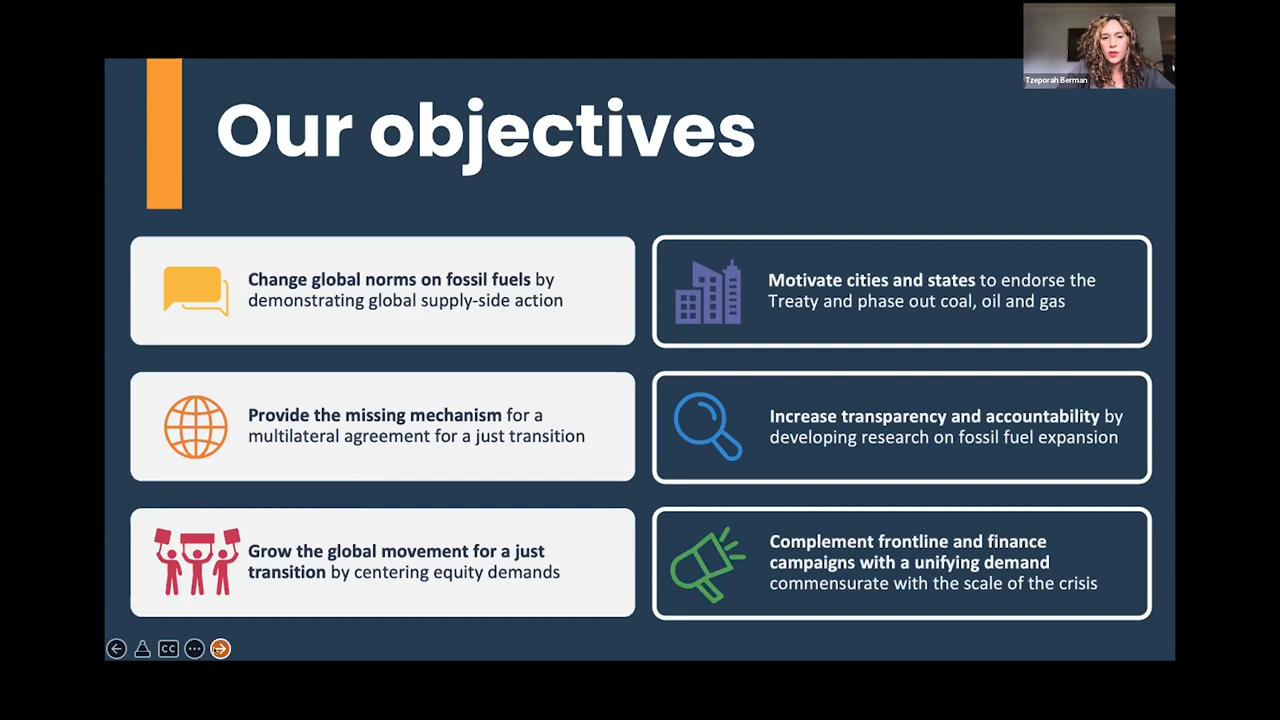 Tzeporah Berman
Our objectives
Change global norms on fossil fuels by
demonstrating global supply-side action
Motivate cities and states to endorse the
Treaty and phase out coal, oil and gas
Provide the missing mechanism for a
multilateral agreement for a just transition
Increase transparency and accountability by
developing research on fossil fuel expansion
Grow the global movement for a just
transition by centering equity demands
Complement frontline and finance
campaigns with a unifying demand
commensurate with the scale of the crisis
CC